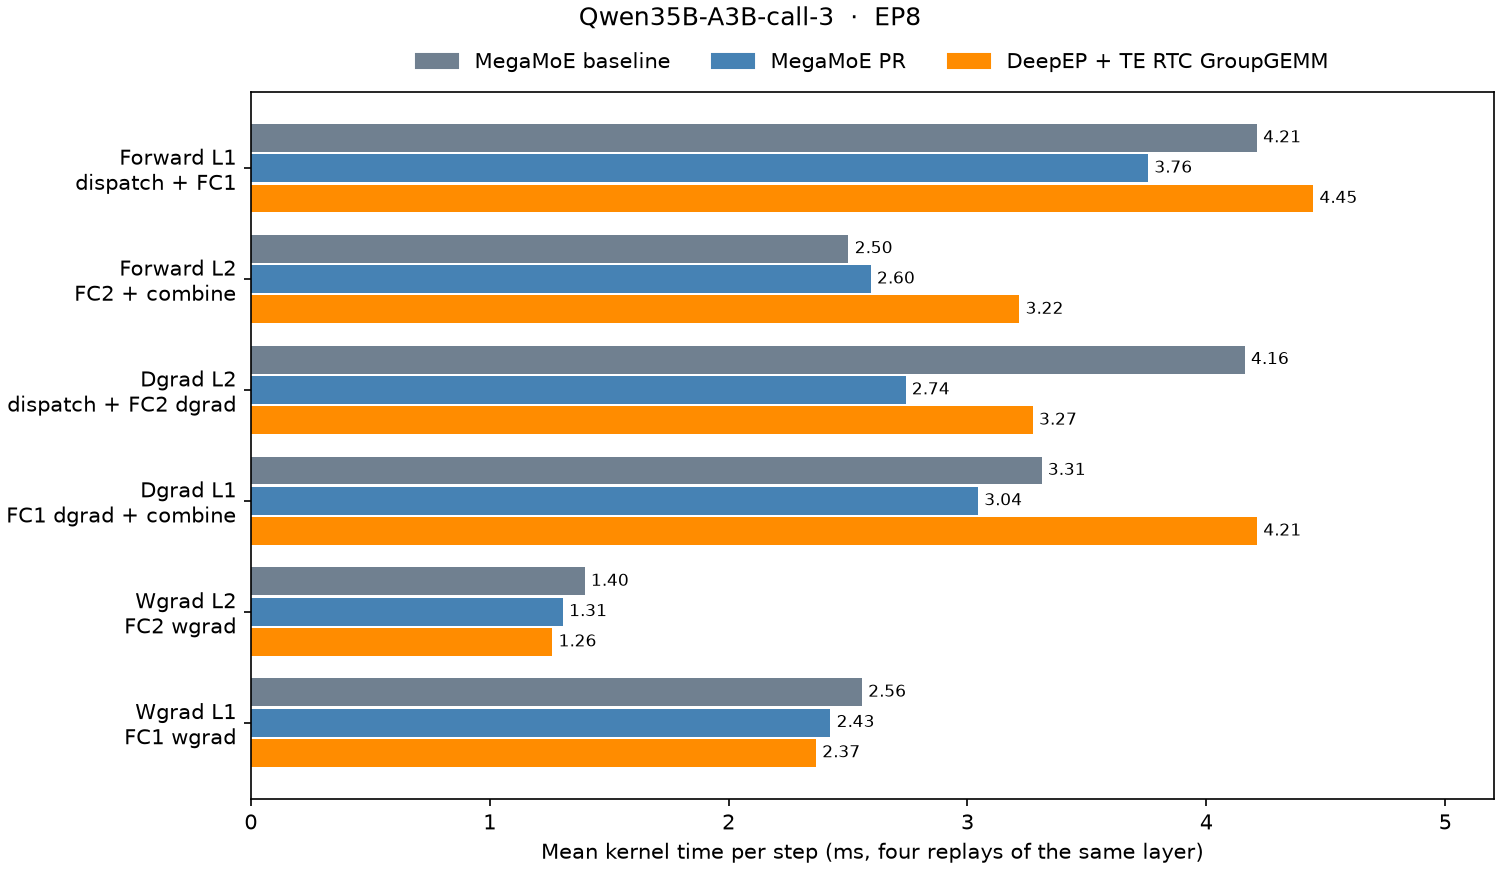 Qwen35B-A3B-call-3 · EP8
MegaMoE baseline
MegaMoE PR
DeepEP + TE RTC GroupGEMM
Forward L1
dispatch + FC1
4.21
3.76
4.45
Forward L2
FC2 + combine
2.50
2.60
3.22
Dgrad L2
dispatch + FC2 dgrad
4.16
2.74
3.27
Dgrad L1
FC1 dgrad + combine
3.31
3.04
4.21
Wgrad L2
FC2 wgrad
1.40
1.31
1.26
Wgrad L1
FC1 wgrad
2.56
2.43
2.37
0 1 2 3 4 5
Mean kernel time per step (ms, four replays of the same layer)